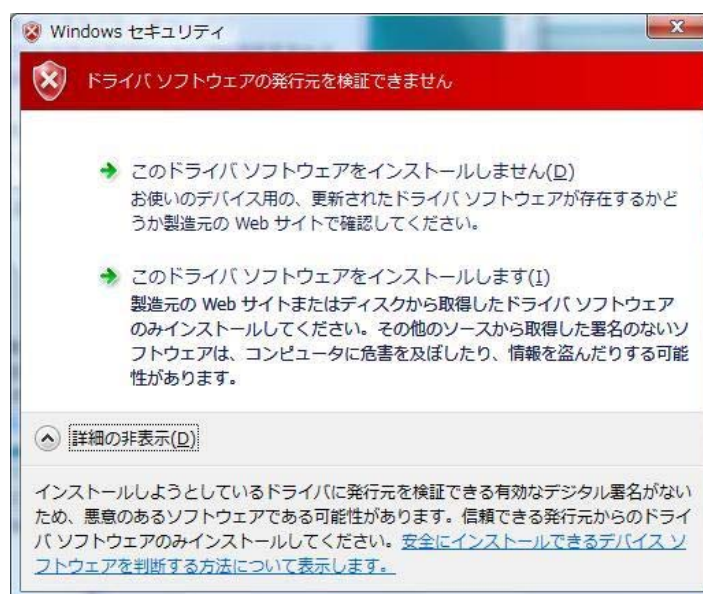 Windows セキュリティ
ドライバ ソフトウェアの発行元を検証できません
このドライバ ソフトウェアをインストールしません(D)
お使いのデバイス用の、更新されたドライバ ソフトウェアが存在するかど
うか製造元の Web サイトで確認してください。
このドライバ ソフトウェアをインストールします(I)
製造元の Web サイトまたはディスクから取得したドライバ ソフトウェア
のみインストールしてください。その他のソースから取得した署名のないソ
フトウェアは、コンピュータに危害を及ぼしたり、情報を盗んだりする可能
性があります。
詳細の非表示(D)
インストールしようとしているドライバに発行元を検証できる有効なデジタル署名がない
ため、悪意のあるソフトウェアである可能性があります。信頼できる発行元からのドライ
バ ソフトウェアのみインストールしてください。安全にインストールできるデバイス ソ
フトウェアを判断する方法について表示します。